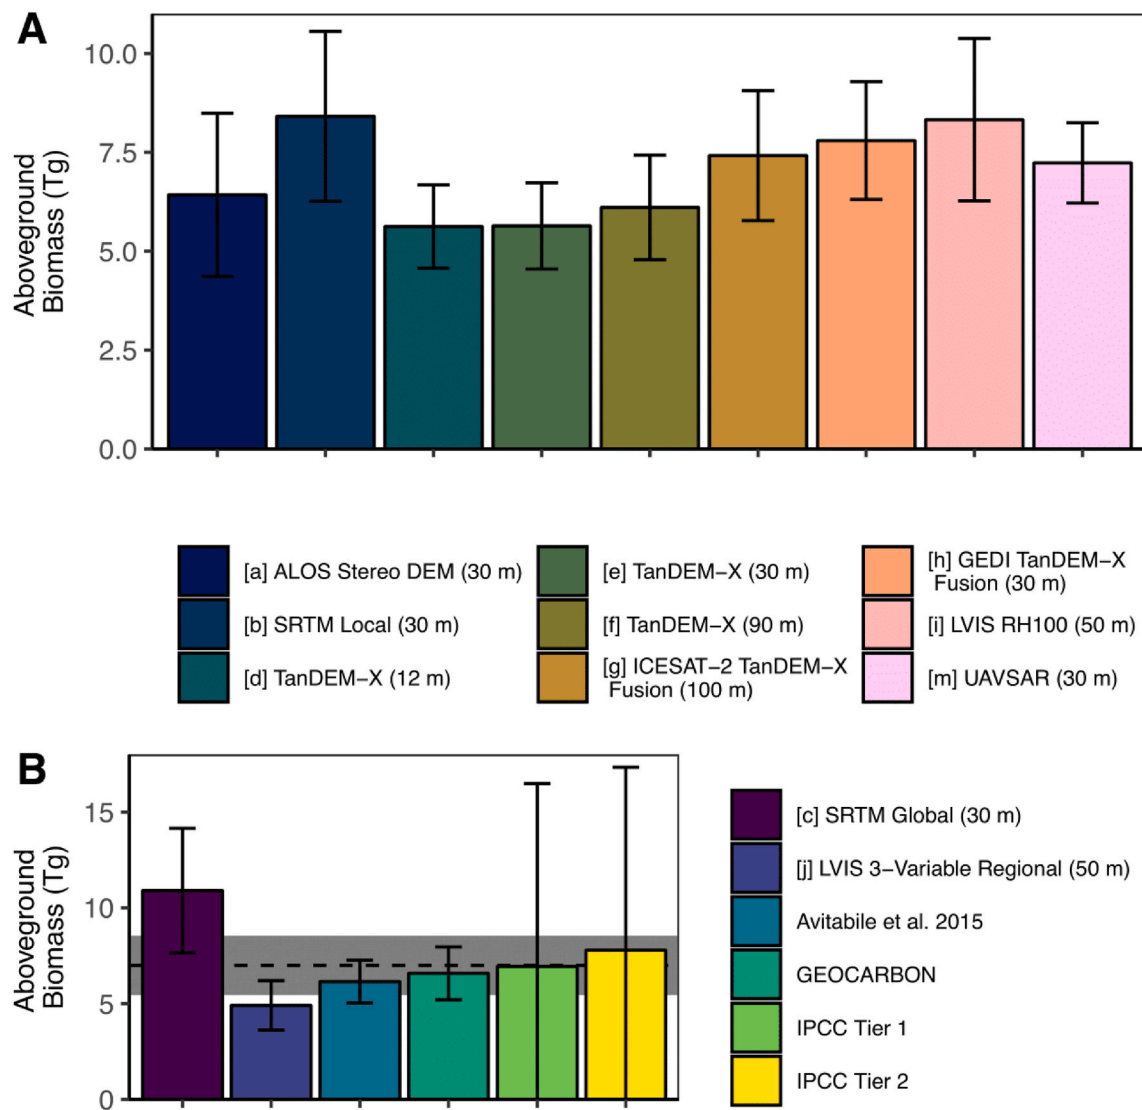 A
Aboveground
Biomass (Tg)
10.0
7.5
5.0
2.5
0.0
[a] ALOS Stereo DEM (30 m)
[b] SRTM Local (30 m)
[d] TanDEM−X (12 m)
[e] TanDEM−X (30 m)
[f] TanDEM−X (90 m)
[g] ICESAT−2 TanDEM−X
Fusion (100 m)
[h] GEDI TanDEM−X
Fusion (30 m)
[i] LVIS RH100 (50 m)
[m] UAVSAR (30 m)
B
Aboveground
Biomass (Tg)
15
10
5
0
[c] SRTM Global (30 m)
[j] LVIS 3−Variable Regional (50 m)
Avitabile et al. 2015
GEOCARBON
IPCC Tier 1
IPCC Tier 2